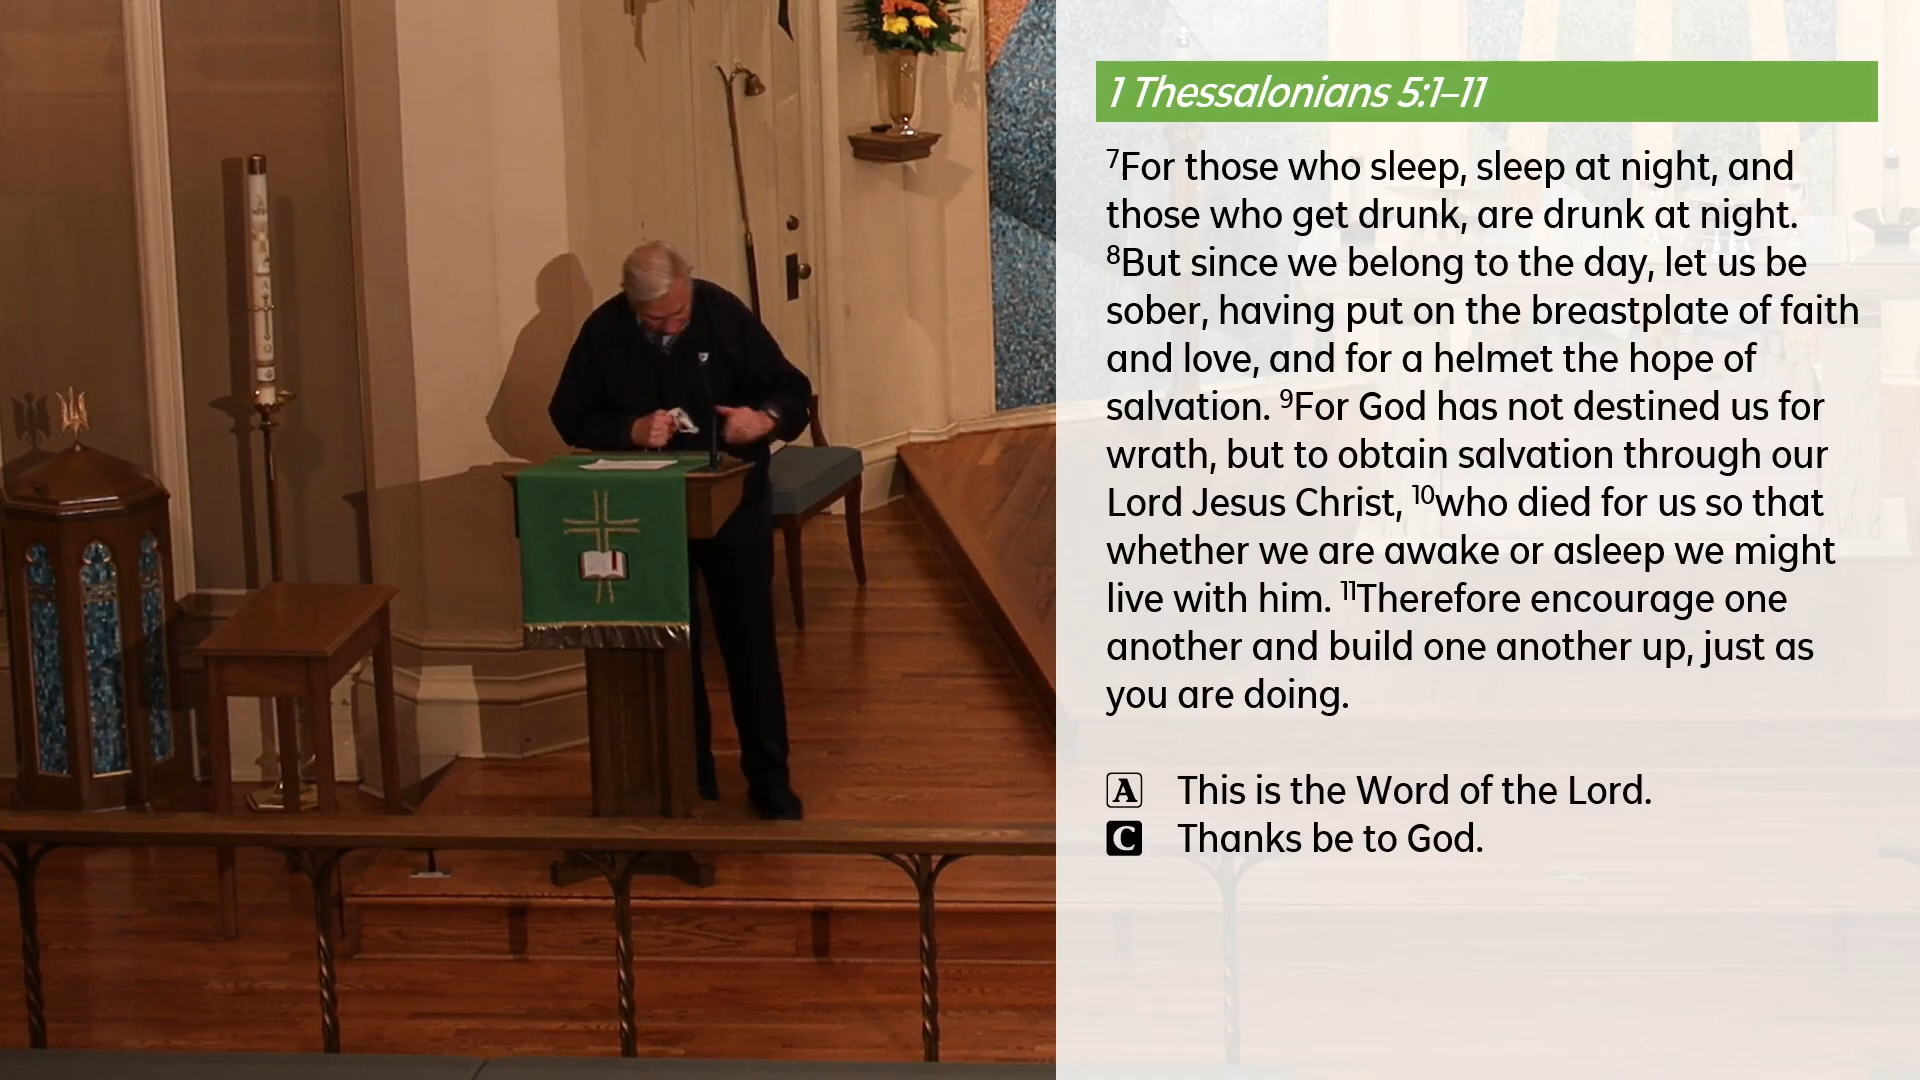 1 Thessalonians 5:1–11
⁷For those who sleep, sleep at night, and
those who get drunk, are drunk at night.
⁸But since we belong to the day, let us be
sober, having put on the breastplate of faith
and love, and for a helmet the hope of
salvation. ⁹For God has not destined us for
wrath, but to obtain salvation through our
Lord Jesus Christ, ¹⁰who died for us so that
whether we are awake or asleep we might
live with him. ¹¹Therefore encourage one
another and build one another up, just as
you are doing.
A This is the Word of the Lord.
C Thanks be to God.